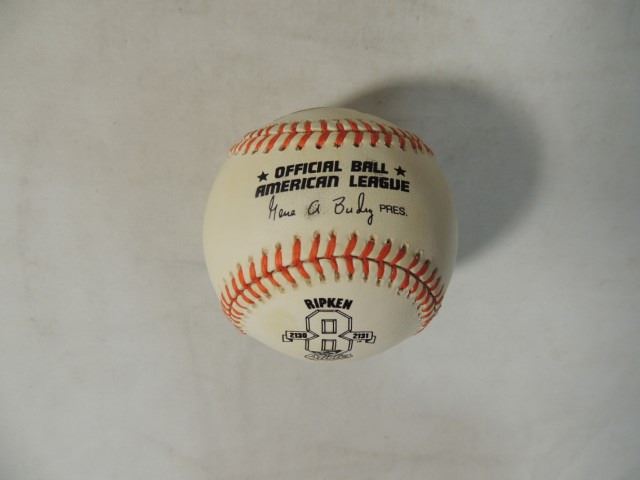 ★ OFFICIAL BALL ★
AMERICAN LEAGUE
Gene A Budig PRES.
RIPKEN
2130 8 2131